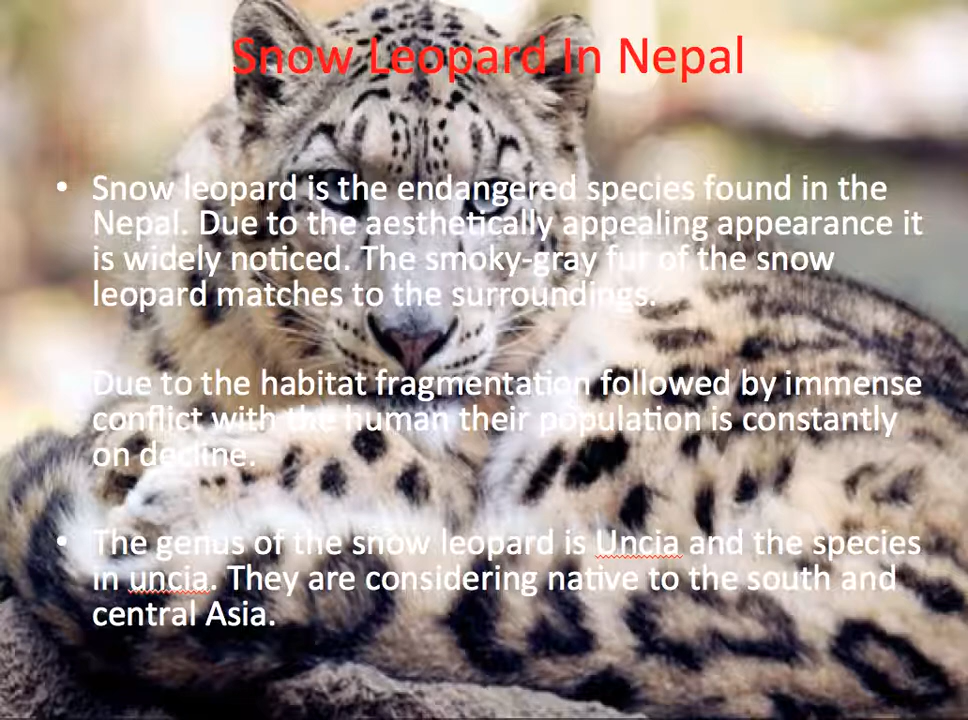 Snow Leopard In Nepal
• Snow leopard is the endangered species found in the
Nepal. Due to the aesthetically appealing appearance it
is widely noticed. The smoky-gray fur of the snow
leopard matches to the surroundings.
Due to the habitat fragmentation followed by immense
conflict with the human their population is constantly
on decline.
• The genus of the snow leopard is Uncia and the species
in uncia. They are considering native to the south and
central Asia.